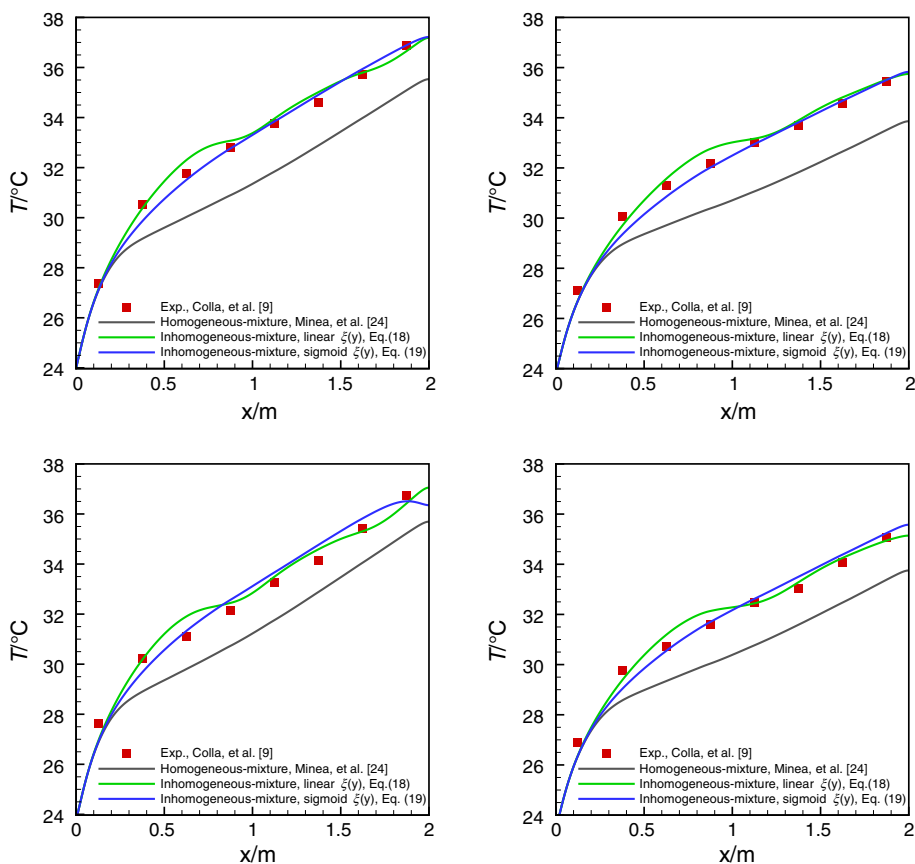 38
36
34
32
30
28
26
24
T/°C
0
0.5
1
1.5
2
x/m
Exp., Colla, et al. [9]
Homogeneous-mixture, Minea, et al. [24]
Inhomogeneous-mixture, linear ξ(y), Eq.(18)
Inhomogeneous-mixture, sigmoid ξ(y), Eq. (19)
38
36
34
32
30
28
26
24
T/°C
0
0.5
1
1.5
2
x/m
Exp., Colla, et al. [9]
Homogeneous-mixture, Minea, et al. [24]
Inhomogeneous-mixture, linear ξ(y), Eq.(18)
Inhomogeneous-mixture, sigmoid ξ(y), Eq. (19)
38
36
34
32
30
28
26
24
T/°C
0
0.5
1
1.5
2
x/m
Exp., Colla, et al. [9]
Homogeneous-mixture, Minea, et al. [24]
Inhomogeneous-mixture, linear ξ(y), Eq.(18)
Inhomogeneous-mixture, sigmoid ξ(y), Eq. (19)
38
36
34
32
30
28
26
24
T/°C
0
0.5
1
1.5
2
x/m
Exp., Colla, et al. [9]
Homogeneous-mixture, Minea, et al. [24]
Inhomogeneous-mixture, linear ξ(y), Eq.(18)
Inhomogeneous-mixture, sigmoid ξ(y), Eq. (19)